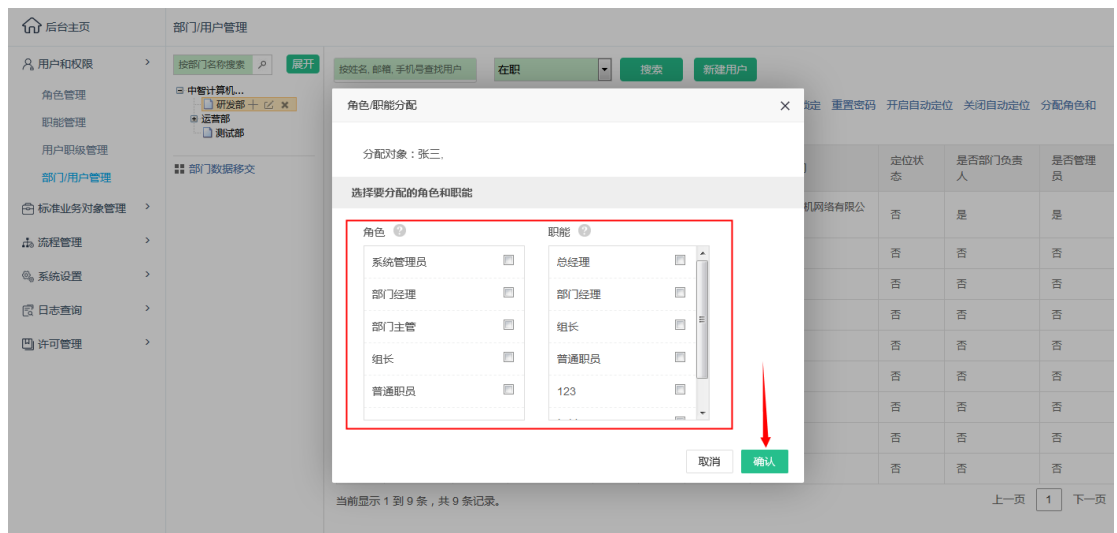 后台主页
部门/用户管理
用户和权限
角色管理
职能管理
用户职级管理
部门/用户管理
标准业务对象管理
流程管理
系统设置
日志查询
许可管理
按部门名称搜索
展开
中智计算机...
研发部
运营部
测试部
部门数据移交
按姓名, 邮箱, 手机号查找用户
在职
搜索
新建用户
重置密码 开启自动定位 关闭自动定位 分配角色和
定位状态
是否部门负责人
是否管理员
机网络有限公
否 是 是
否 否 否
否 否 否
否 否 否
否 否 否
否 否 否
否 否 否
否 否 否
否 否 否
角色/职能分配
分配对象：张三,
选择要分配的角色和职能
角色
系统管理员
部门经理
部门主管
组长
普通职员
职能
总经理
部门经理
组长
普通职员
123
取消
确认
当前显示 1 到 9 条，共 9 条记录。
上一页 1 下一页